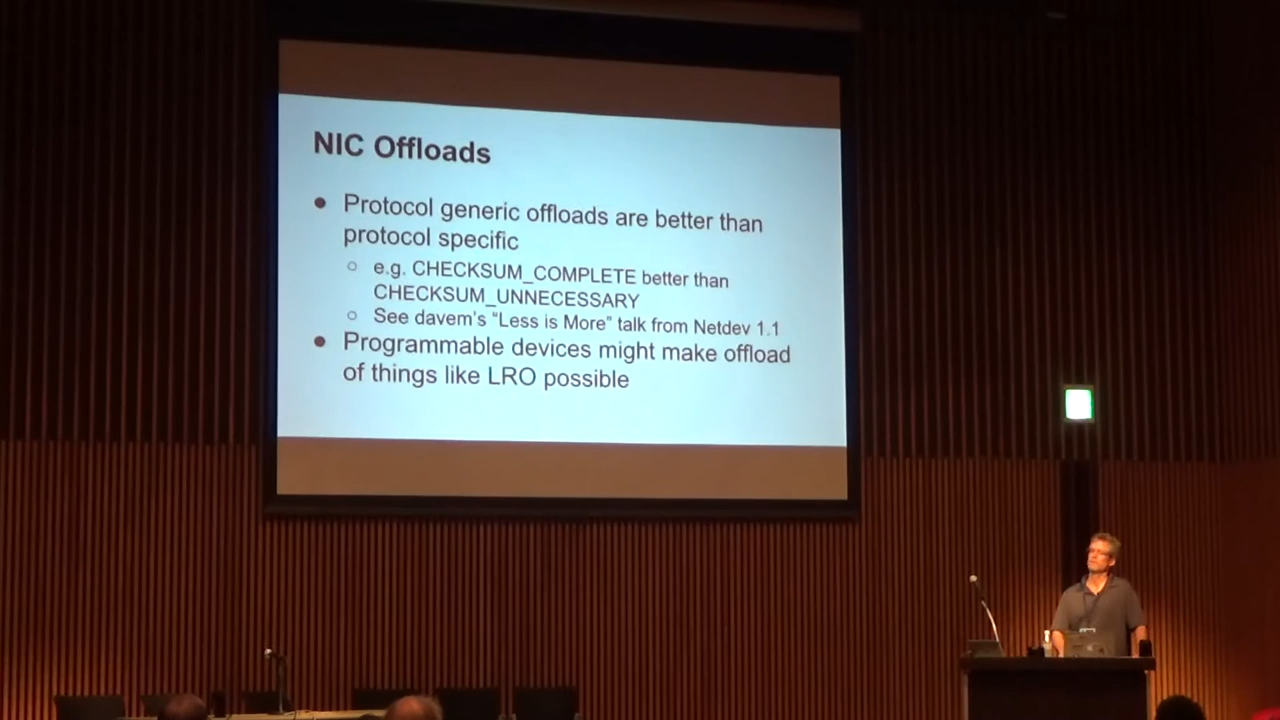 NIC Offloads
● Protocol generic offloads are better than
protocol specific
○ e.g. CHECKSUM_COMPLETE better than
CHECKSUM_UNNECESSARY
○ See davem's “Less is More” talk from Netdev 1.1
● Programmable devices might make offload
of things like LRO possible